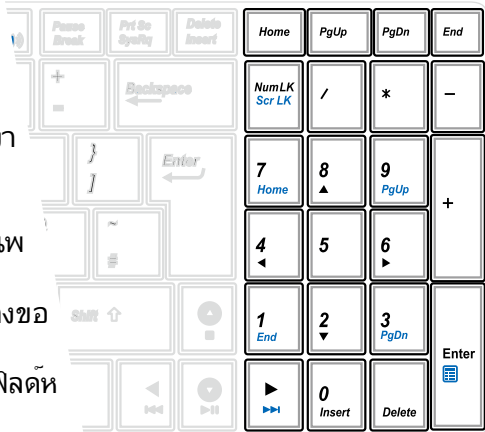 Pause Prt Sc Delete Home PgUp PgDn End
Break SysRq Insert
+ Backspace NumLK / * −
− Scr LK
} Enter 7 8 9 +
] Home ▲ PgUp
~ 4 5 6
# ◀ ▶
Shift ⇧ 1 2 3 Enter
End ▼ PgDn
▶ 0
Insert Delete